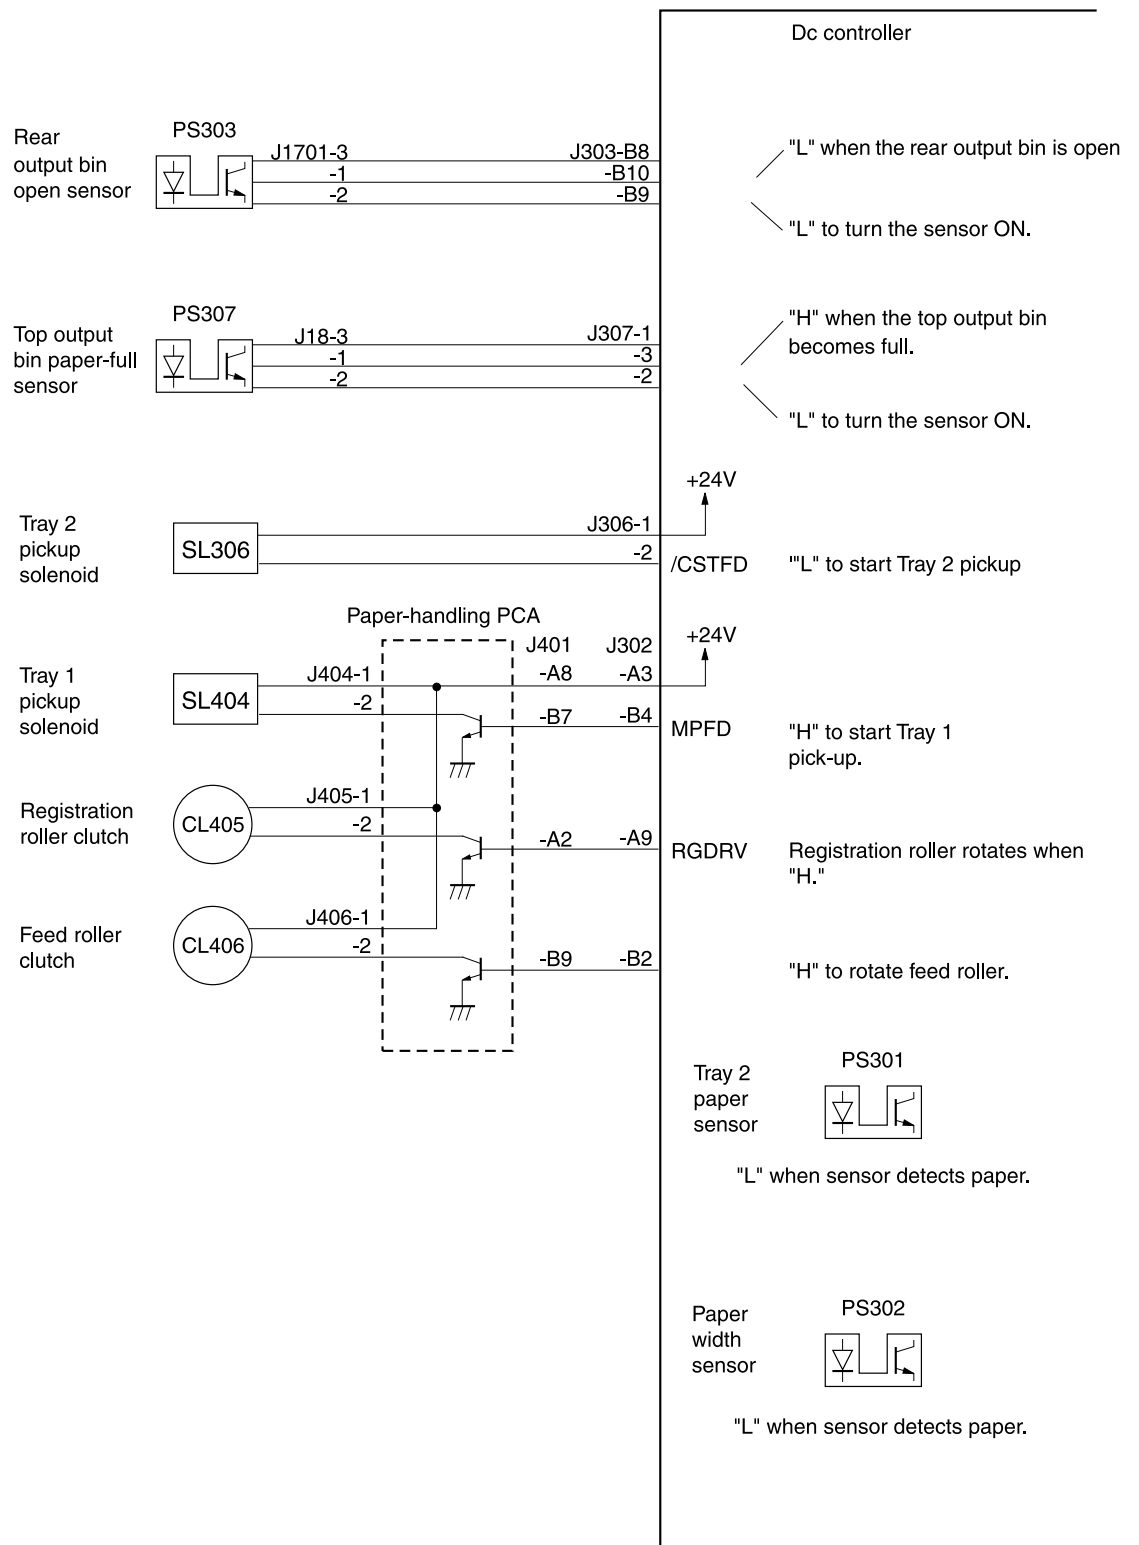 Dc controller
Rear
output bin
open sensor
PS303
J1701-3
-1
-2
J303-B8
-B10
-B9
"L" when the rear output bin is open
"L" to turn the sensor ON.
Top output
bin paper-full
sensor
PS307
J18-3
-1
-2
J307-1
-3
-2
"H" when the top output bin
becomes full.
"L" to turn the sensor ON.
+24V
Tray 2
pickup
solenoid
SL306
J306-1
-2
/CSTFD
'"L" to start Tray 2 pickup
Paper-handling PCA
J401
J302
+24V
Tray 1
pickup
solenoid
SL404
J404-1
-2
-A8
-A3
-B7
-B4
MPFD
"H" to start Tray 1
pick-up.
Registration
roller clutch
CL405
J405-1
-2
-A2
-A9
RGDRV
Registration roller rotates when
"H."
Feed roller
clutch
CL406
J406-1
-2
-B9
-B2
"H" to rotate feed roller.
Tray 2
paper
sensor
PS301
"L" when sensor detects paper.
Paper
width
sensor
PS302
"L" when sensor detects paper.